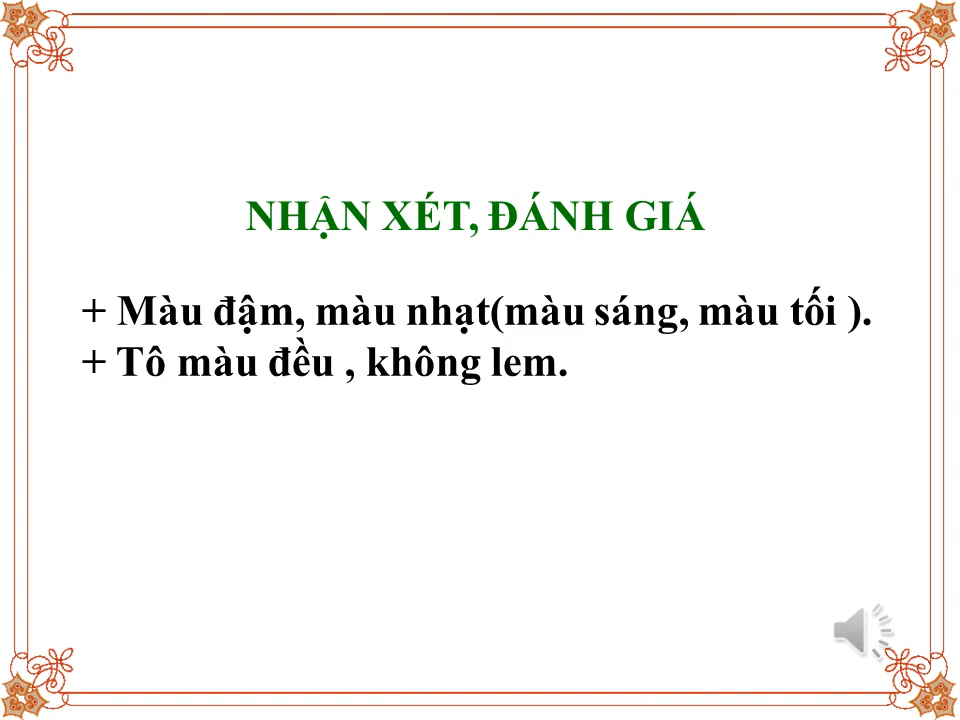 NHẬN XÉT, ĐÁNH GIÁ
+ Màu đậm, màu nhạt(màu sáng, màu tối ).
+ Tô màu đều , không lem.